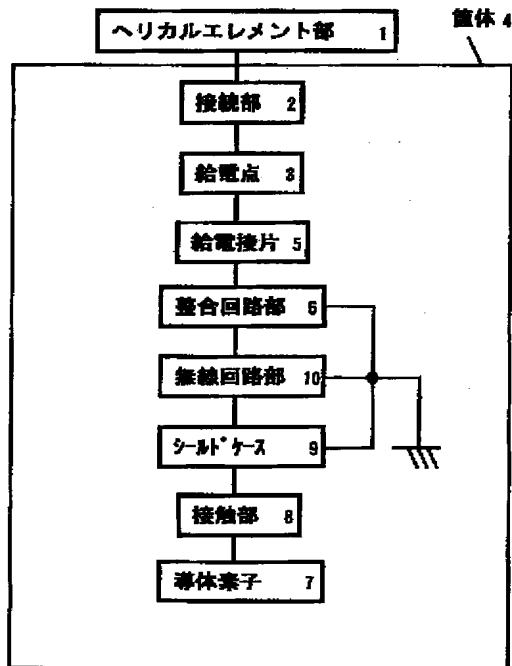 ヘリカルエレメント部 1
筐体 4
接続部 2
給電点 3
給電接片 5
整合回路部 6
無線回路部 10
シールドケース 9
接触部 8
導体素子 7